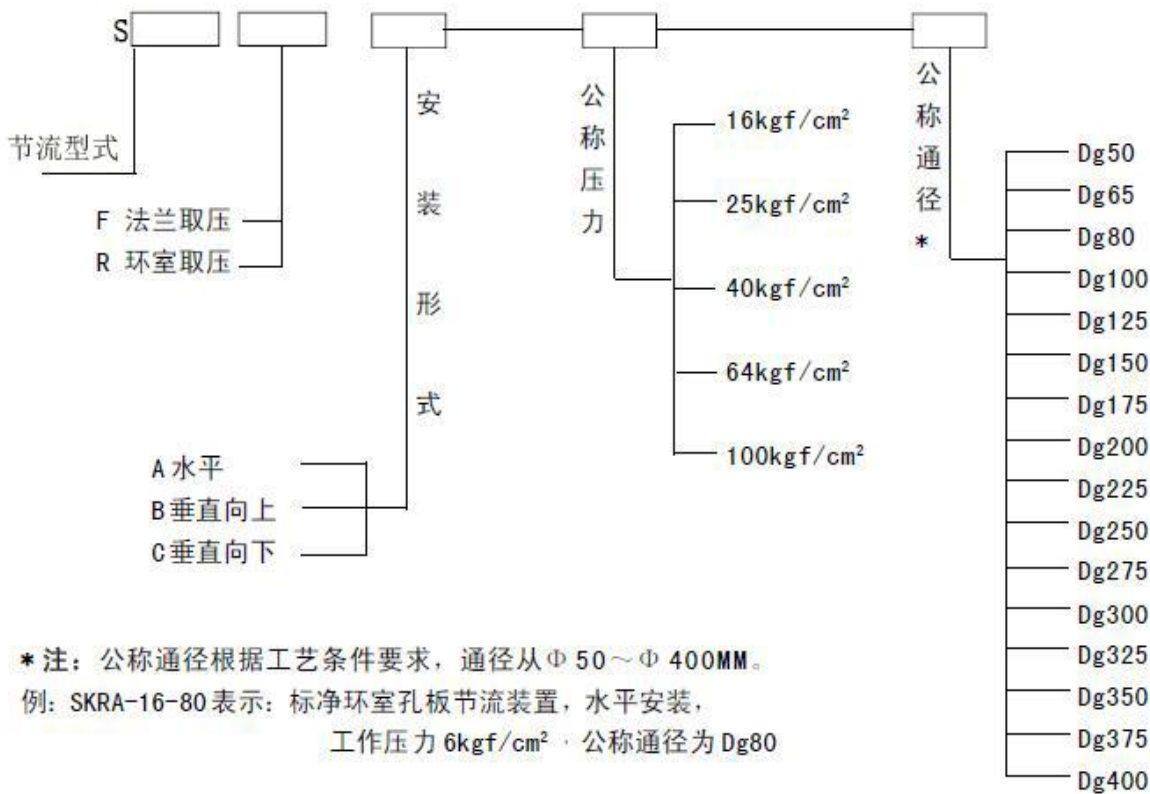 S
节流型式
F 法兰取压
R 环室取压
安装形式
A 水平
B 垂直向上
C 垂直向下
公称压力
16kgf/cm²
25kgf/cm²
40kgf/cm²
64kgf/cm²
100kgf/cm²
公称通径*
Dg50
Dg65
Dg80
Dg100
Dg125
Dg150
Dg175
Dg200
Dg225
Dg250
Dg275
Dg300
Dg325
Dg350
Dg375
Dg400
*注：公称通径根据工艺条件要求，通径从Φ50～Φ400MM。
例：SKRA-16-80表示：标净环室孔板节流装置，水平安装，
工作压力6kgf/cm² · 公称通径为Dg80